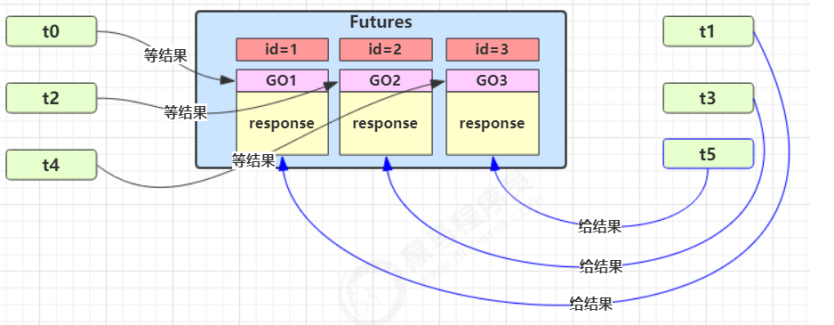 Futures
t0
id=1
id=2
id=3
t1
等结果
GO1
GO2
GO3
t2
等结果
response
response
response
t3
t4
等结果
t5
给结果
给结果
给结果